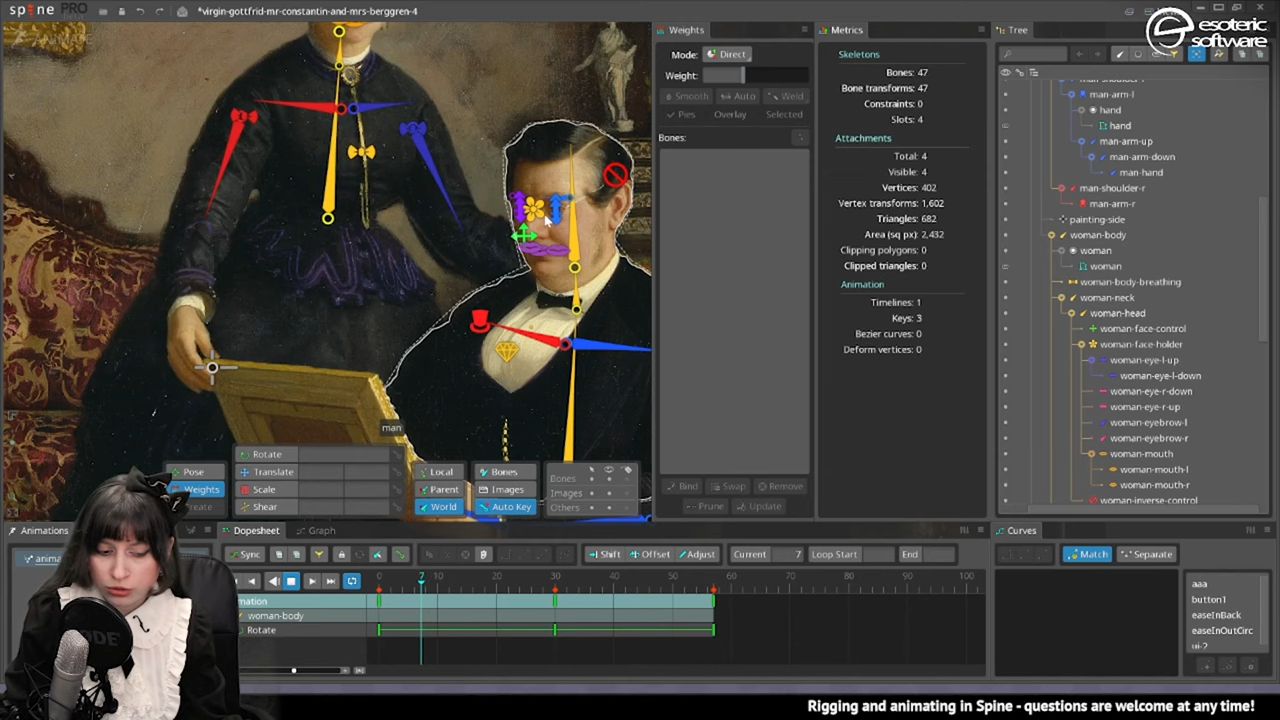 spine PRO
*virgin-gottfrid-mr-constantin-and-mrs-berggren-4
esoteric
software
ANIMATE
Weights
Mode: Direct
Weight:
Smooth Auto Weld
Pies Overlay Selected
Bones:
Bind Swap Remove
Prune Update
Metrics
Skeletons
Bones: 47
Bone transforms: 47
Constraints: 0
Slots: 4
Attachments
Total: 4
Visible: 4
Vertices: 402
Vertex transforms: 1,602
Triangles: 682
Area (sq px): 2,432
Clipping polygons: 0
Clipped triangles: 0
Animation
Timelines: 1
Keys: 3
Bezier curves: 0
Deform vertices: 0
Tree
man-shoulder-l
man-arm-l
hand
hand
man-arm-up
man-arm-down
man-hand
man-shoulder-r
man-arm-r
painting-side
woman-body
woman
woman
woman-body-breathing
woman-neck
woman-head
woman-face-control
woman-face-holder
woman-eye-l-up
woman-eye-l-down
woman-eye-r-down
woman-eye-r-up
woman-eyebrow-l
woman-eyebrow-r
woman-mouth
woman-mouth-l
woman-mouth-r
woman-inverse-control
man
Pose
Weights
Create
Rotate
Translate
Scale
Shear
Local
Parent
World
Bones
Images
Auto Key
Bones:
Images:
Others:
Animations
Dopesheet
Graph
Sync
Shift Offset Adjust
Current 7 Loop Start End
0 7 10 20 30 40 50 60 70 80 90 100
mation
woman-body
Rotate
Curves
Match Separate
aaa
button1
easeInBack
easeInOutCirc
ui-2
Rigging and animating in Spine - questions are welcome at any time!